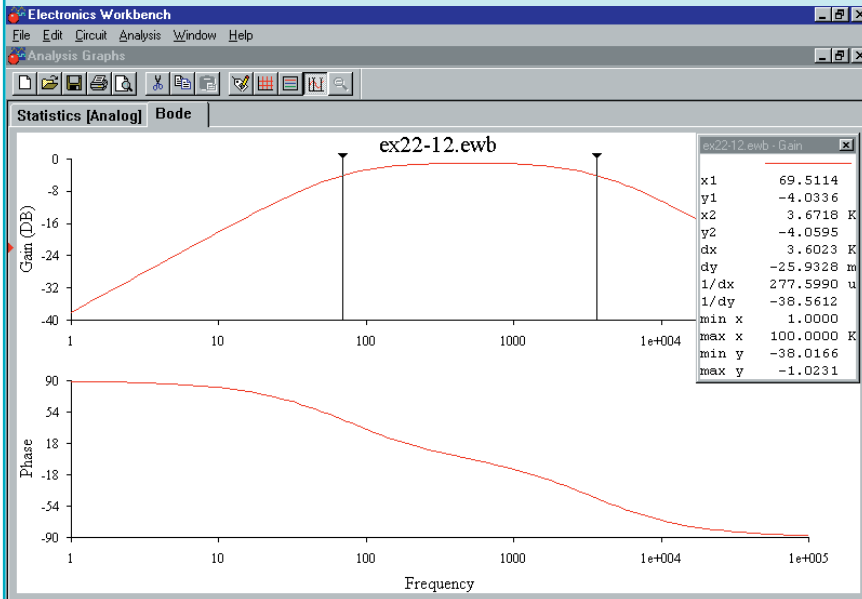 Electronics Workbench
File Edit Circuit Analysis Window Help
Analysis Graphs
Statistics [Analog] Bode
ex22-12.ewb
Gain (DB)
0
-8
-16
-24
-32
-40
1 10 100 1000 1e+004
ex22-12.ewb - Gain
x1 69.5114
y1 -4.0336
x2 3.6718 K
y2 -4.0595
dx 3.6023 K
dy -25.9328 m
1/dx 277.5990 u
1/dy -38.5612
min x 1.0000
max x 100.0000 K
min y -38.0166
max y -1.0231
Phase
90
54
18
-18
-54
-90
1 10 100 1000 1e+004 1e+005
Frequency